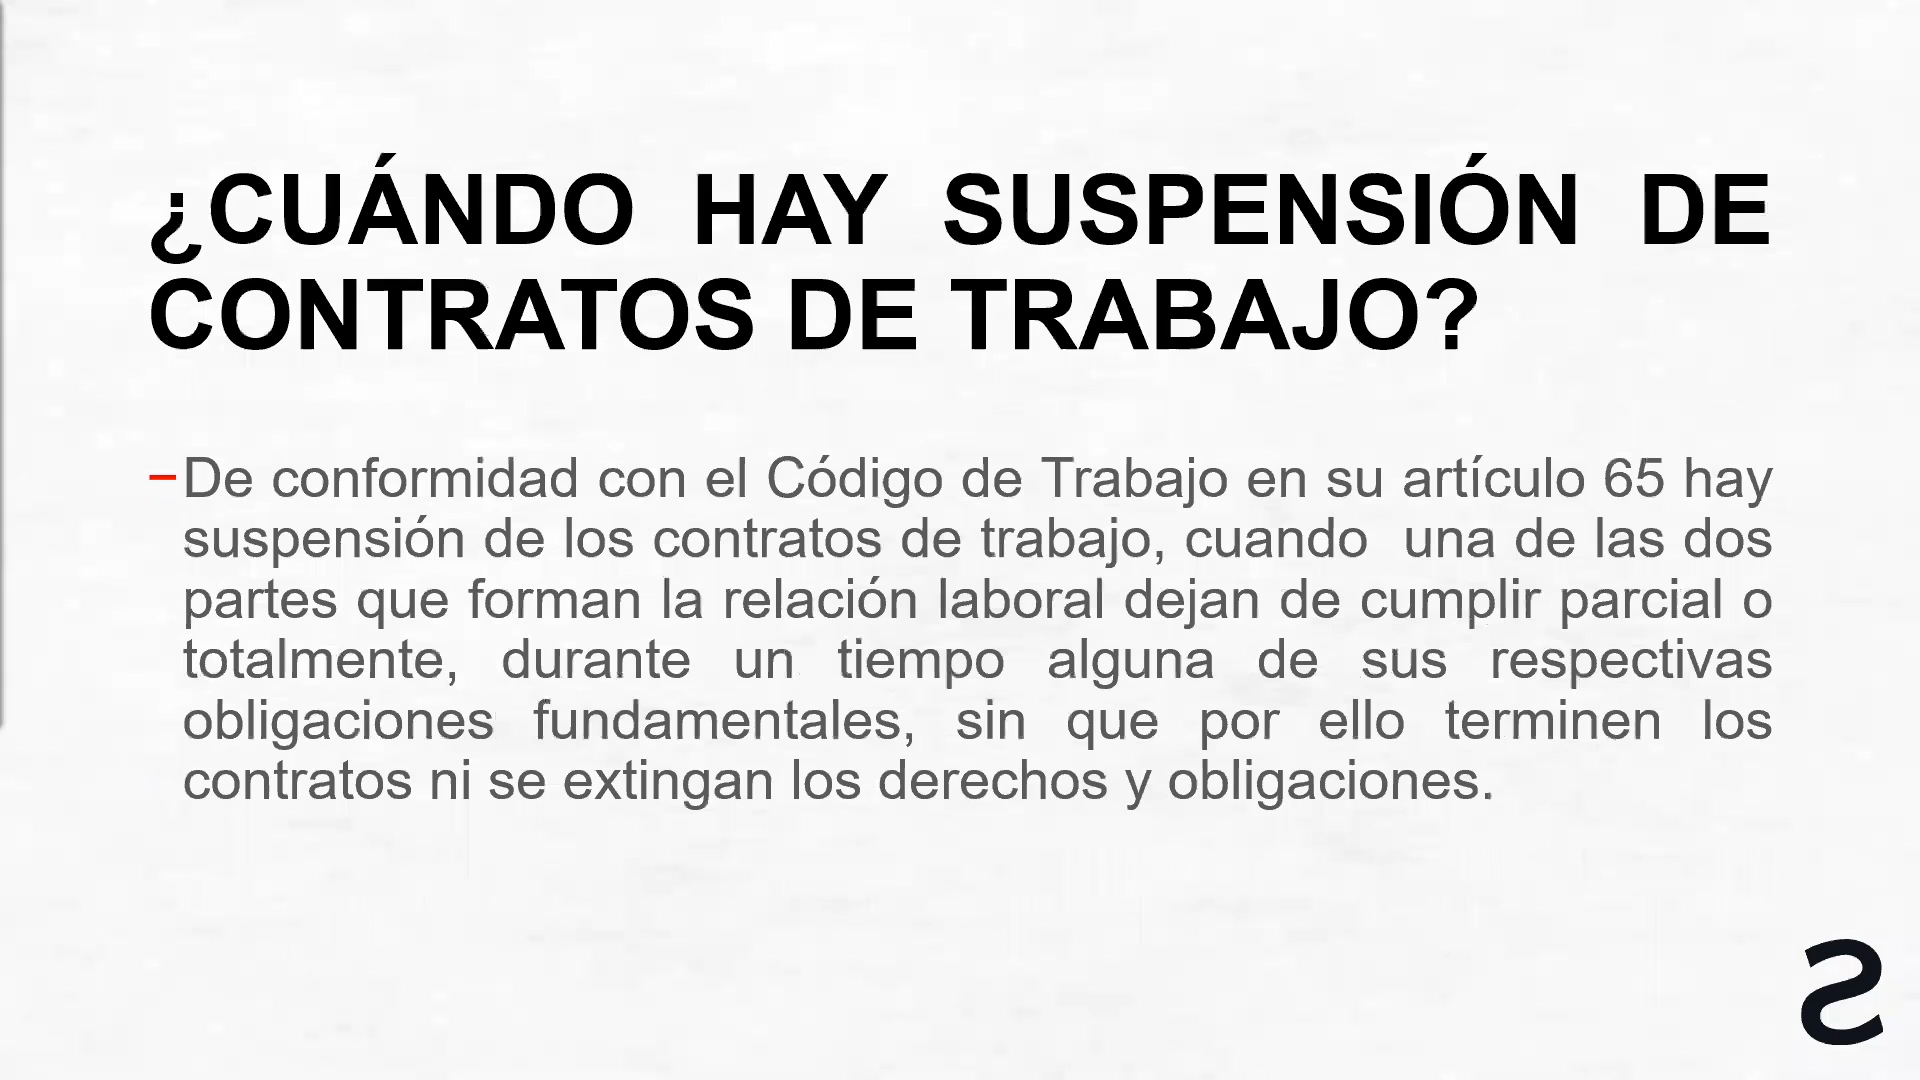 ¿CUÁNDO HAY SUSPENSIÓN DE
CONTRATOS DE TRABAJO?
–De conformidad con el Código de Trabajo en su artículo 65 hay
suspensión de los contratos de trabajo, cuando una de las dos
partes que forman la relación laboral dejan de cumplir parcial o
totalmente, durante un tiempo alguna de sus respectivas
obligaciones fundamentales, sin que por ello terminen los
contratos ni se extingan los derechos y obligaciones.